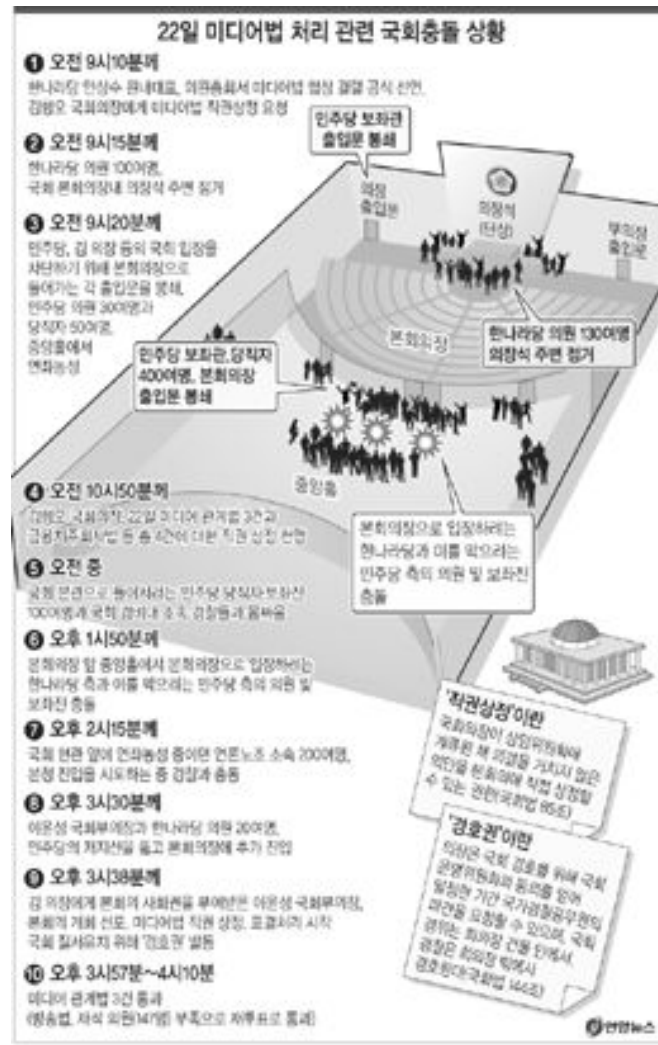 22일 미디어법 처리 관련 국회충돌 상황
❶ 오전 9시10분께
한나라당 안상수 원내대표, 의원총회서 미디어법 협상 결렬 공식 선언,
김형오 국회의장에게 미디어법 직권상정 요청
❷ 오전 9시15분께
한나라당 의원 100여명,
국회 본회의장내 의장석 주변 점거
❸ 오전 9시20분께
민주당, 김 의장 등의 국회 입장을
차단하기 위해 본회의장으로
들어가는 각 출입문을 봉쇄,
민주당 의원 30여명과
당직자 50여명,
중앙홀에서
연좌농성
민주당 보좌관
출입문 봉쇄
의장
출입문
의장석
(단상)
부의장
출입문
본회의장
한나라당 의원 130여명
의장석 주변 점거
민주당 보좌관,당직자
400여명, 본회의장
출입문 봉쇄
중앙홀
본회의장으로 입장하려는
한나라당과 이를 막으려는
민주당 측의 의원 및 보좌진
충돌
❹ 오전 10시50분께
김형오 국회의장, 22일 미디어 관계법 3건과
금융지주회사법 등 총 4건에 대한 직권 상정 천명
❺ 오전 중
국회 본관으로 들어서려는 민주당 당직자 보좌진
100여명과 국회 경비대 소속 경찰들과 몸싸움
❻ 오후 1시50분께
본회의장 앞 중앙홀에서 본회의장으로 입장하려는
한나라당 측과 이를 막으려는 민주당 측의 의원 및
보좌진 충돌
❼ 오후 2시15분께
국회 현관 앞에 연좌농성 중이던 언론노조 소속 200여명,
본청 진입을 시도하는 중 경찰과 충돌
❽ 오후 3시30분께
이윤성 국회부의장과 한나라당 의원 20여명,
민주당의 저지선을 뚫고 본회의장에 추가 진입
❾ 오후 3시38분께
김 의장에게 본회의 사회권을 부여받은 이윤성 국회부의장,
본회의 개회 선포, 미디어법 직권 상정, 표결처리 시작
국회 질서유지 위해 '경호권' 발동
❿ 오후 3시57분~4시10분
미디어 관계법 3건 통과
(방송법, 재석 의원(147명) 부족으로 재투표로 통과)
'직권상정'이란
국회의장이 상임위원회에
계류된 채 의결을 거치지 않은
법안을 본회의에 직접 상정할
수 있는 권한(국회법 85조)
'경호권'이란
의장은 국회 경호를 위해 국회
운영위원회의 동의를 얻어
일정한 기간 국가경찰공무원의
파견을 요청할 수 있으며, 국회
경위는 회의장 건물 안에서,
경찰은 회의장 밖에서
경호한다(국회법 144조)
연합뉴스